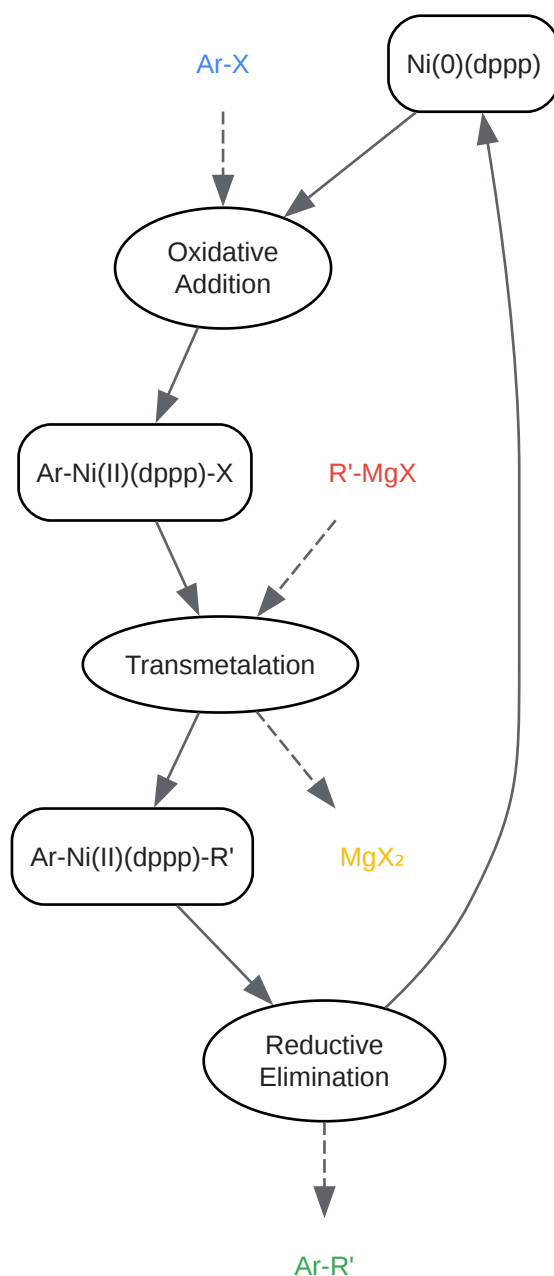 Ar-X
Ni(0)(dppp)
Oxidative
Addition
Ar-Ni(II)(dppp)-X
R'-MgX
Transmetalation
Ar-Ni(II)(dppp)-R'
MgX₂
Reductive
Elimination
Ar-R'